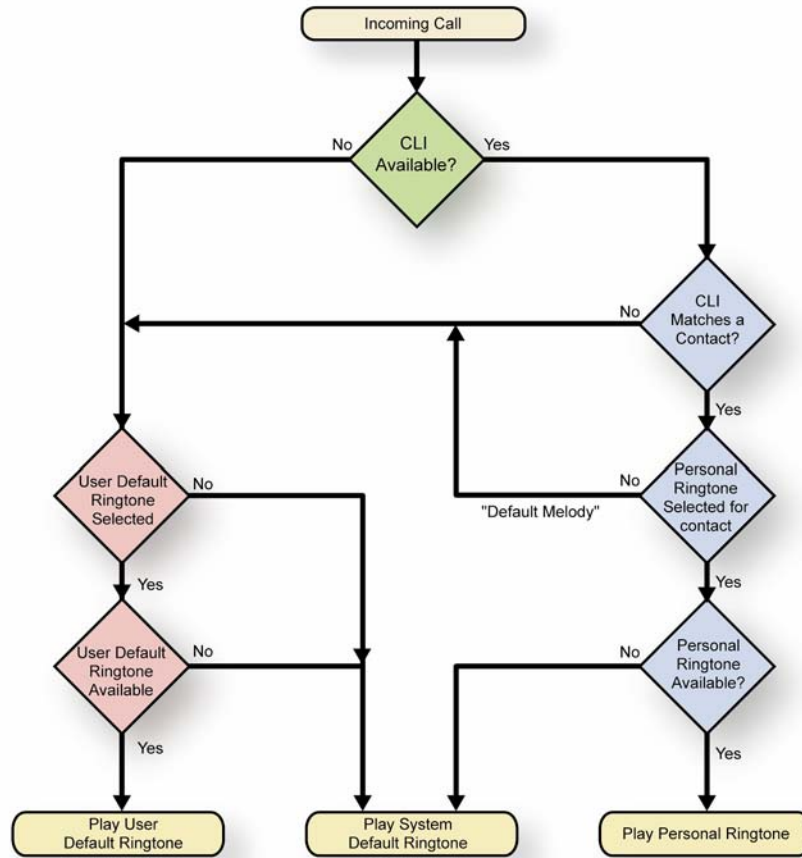 Incoming Call
CLI
Available?
No
Yes
CLI
Matches a
Contact?
No
Yes
User Default
Ringtone
Selected
No
Personal
Ringtone
Selected for
contact
No
"Default Melody"
Yes
Yes
User Default
Ringtone
Available
No
Personal
Ringtone
Available?
No
Yes
Yes
Play User
Default Ringtone
Play System
Default Ringtone
Play Personal Ringtone